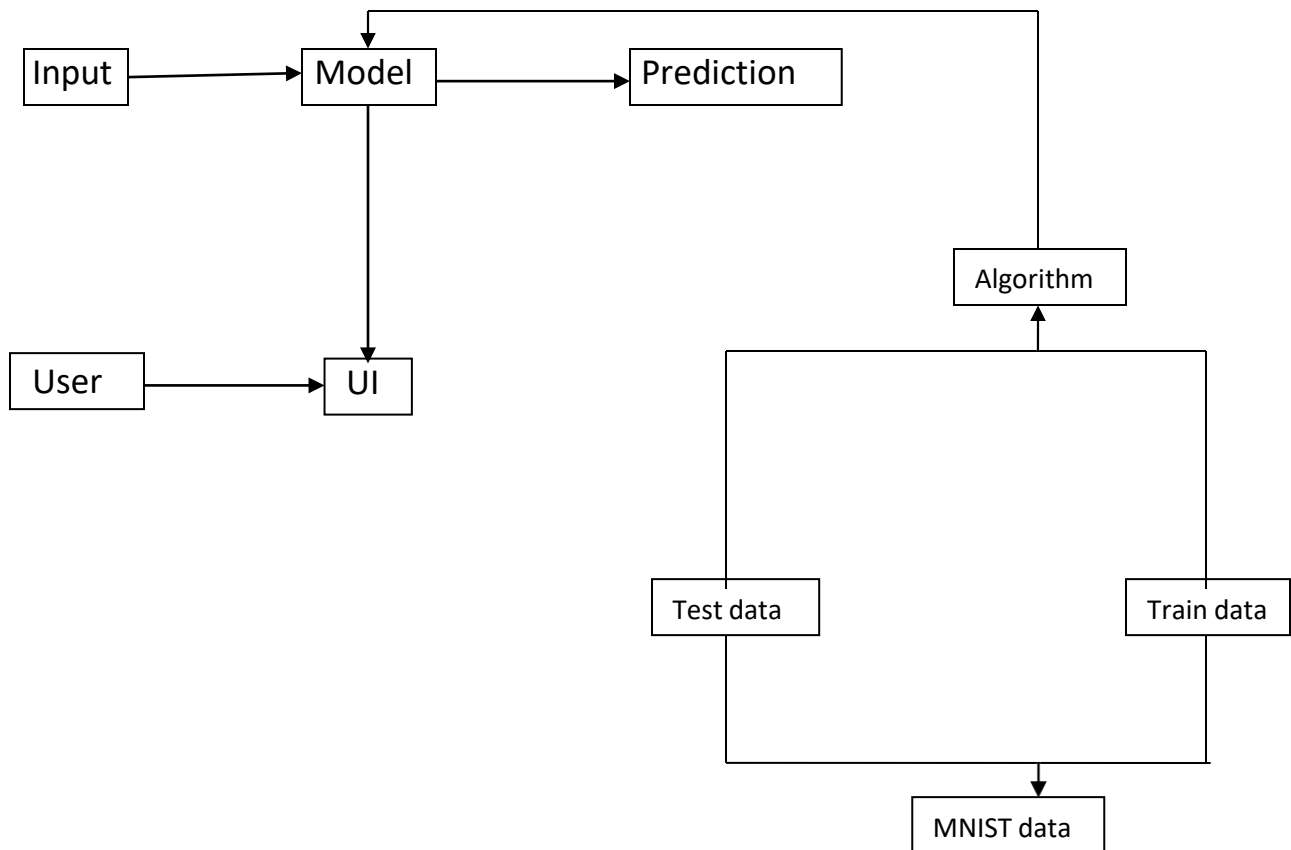 Input
Model
Prediction
Algorithm
User
UI
Test data
Train data
MNIST data